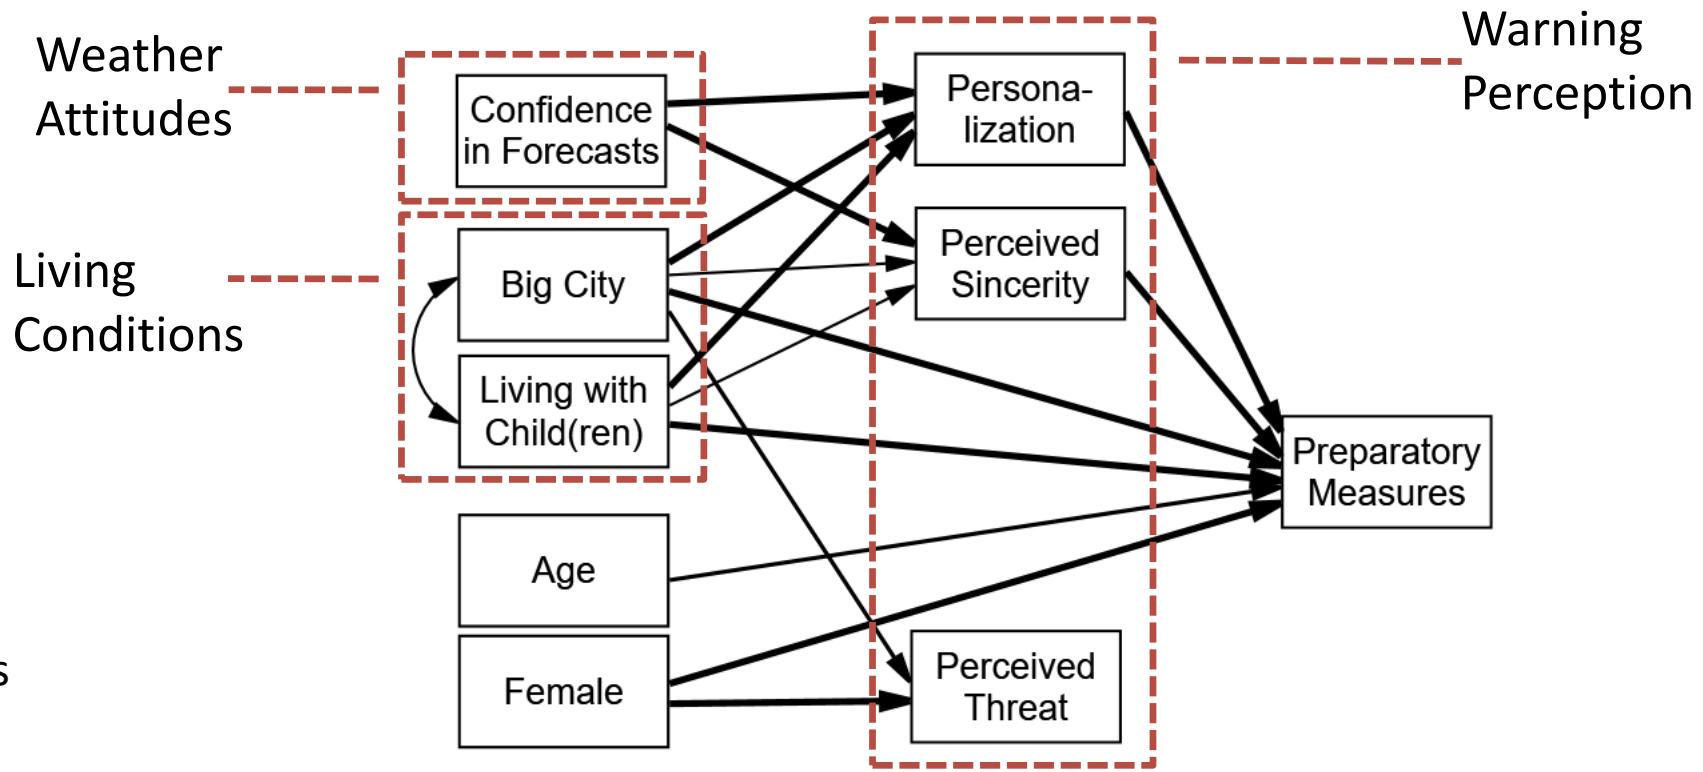 Weather
Attitudes
Confidence
in Forecasts
Persona-
lization
Warning
Perception
Living
Conditions
Big City
Perceived
Sincerity
Living with
Child(ren)
Preparatory
Measures
Age
s
Female
Perceived
Threat